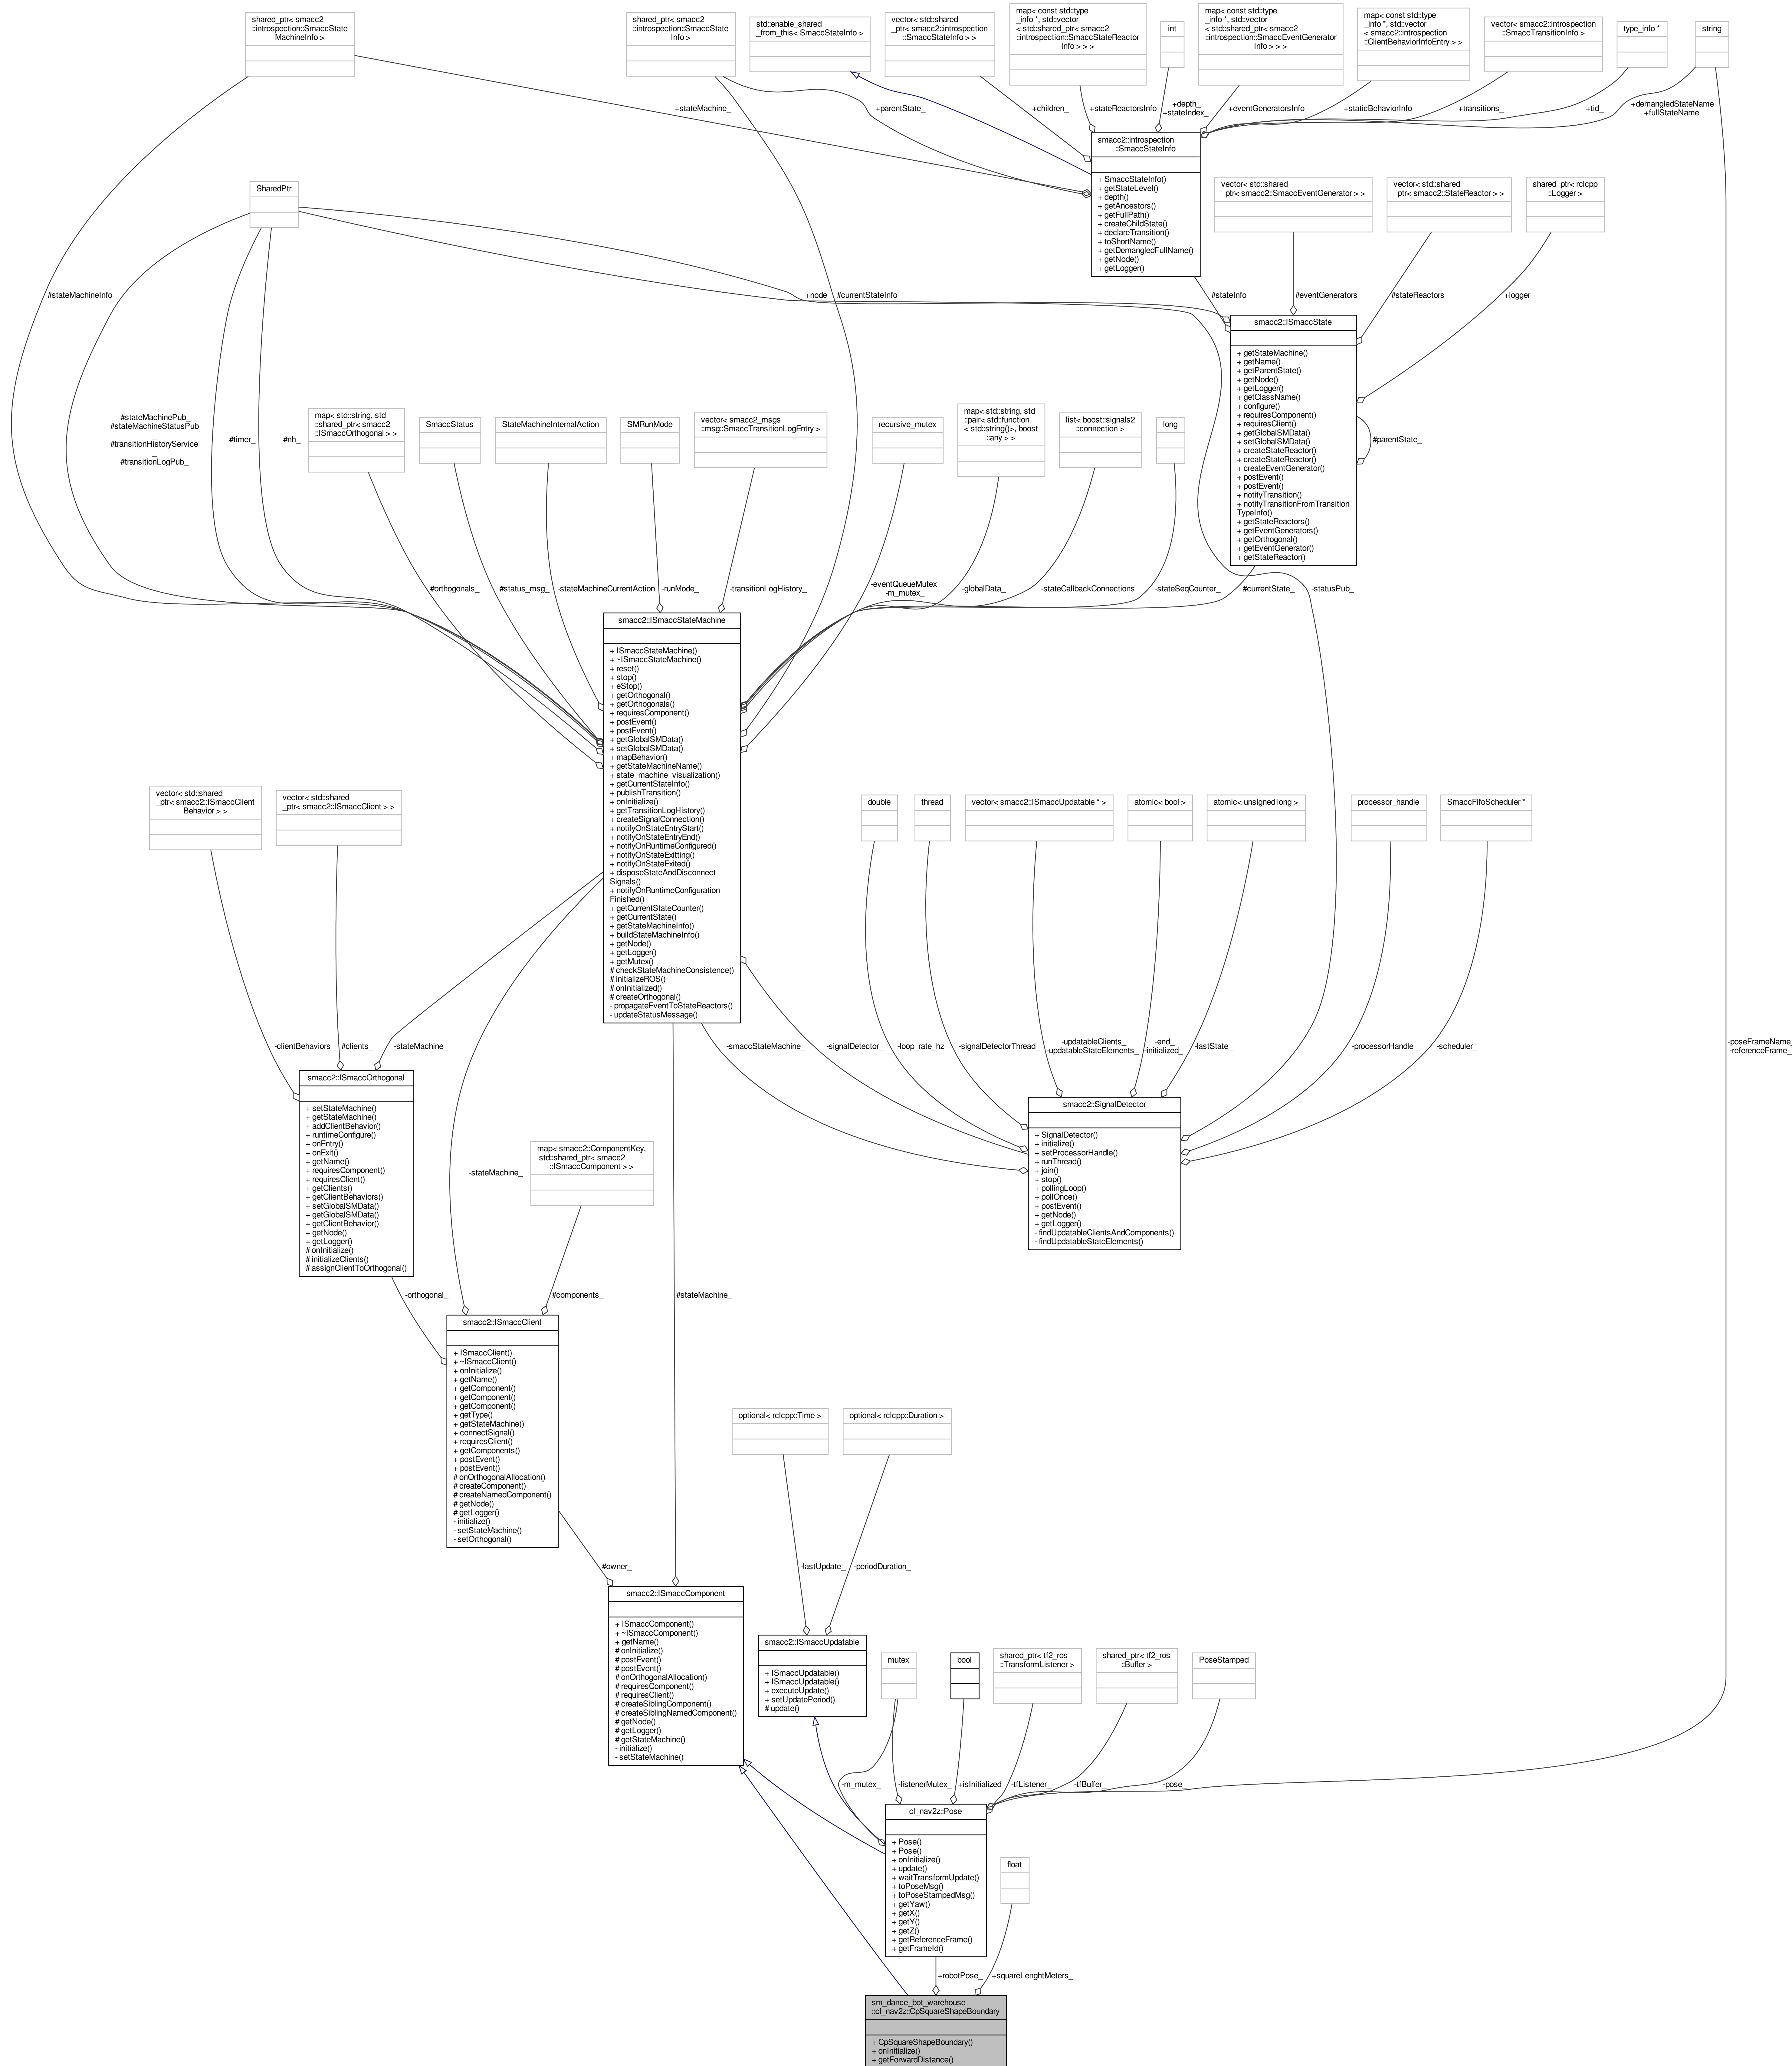 shared_ptr< smacc2
::introspection::SmaccState
MachineInfo >
shared_ptr< smacc2
::introspection::SmaccState
Info >
std::enable_shared
_from_this< SmaccStateInfo >
vector< std::shared
_ptr< smacc2::introspection
::SmaccStateInfo > >
map< const std::type
_info *, std::vector
< std::shared_ptr< smacc2
::introspection::SmaccStateReactor
Info > > >
int
map< const std::type
_info *, std::vector
< std::shared_ptr< smacc2
::introspection::SmaccEventGenerator
Info > > >
map< const std::type
_info *, std::vector
< smacc2::introspection
::ClientBehaviorInfoEntry > >
vector< smacc2::introspection
::SmaccTransitionInfo >
type_info *
string
+stateMachine_
+parentState_
+children_
+stateReactorsInfo
+depth_
+stateIndex_
+eventGeneratorsInfo
+staticBehaviorInfo
+transitions_
+tid_
+demangledStateName
+fullStateName
smacc2::introspection
::SmaccStateInfo
+ SmaccStateInfo()
+ getStateLevel()
+ depth()
+ getAncestors()
+ getFullPath()
+ createChildState()
+ declareTransition()
+ toShortName()
+ getDemangledFullName()
+ getNode()
+ getLogger()
SharedPtr
vector< std::shared
_ptr< smacc2::SmaccEventGenerator > >
vector< std::shared
_ptr< smacc2::StateReactor > >
shared_ptr< rclcpp
::Logger >
#stateMachineInfo_
+node_
#currentStateInfo_
#stateInfo_
#eventGenerators_
#stateReactors_
+logger_
smacc2::ISmaccState
+ getStateMachine()
+ getName()
+ getParentState()
+ getNode()
+ getLogger()
+ getClassName()
+ configure()
+ requiresComponent()
+ requiresClient()
+ getGlobalSMData()
+ setGlobalSMData()
+ createStateReactor()
+ createStateReactor()
+ createEventGenerator()
+ postEvent()
+ postEvent()
+ notifyTransition()
+ notifyTransitionFromTransition
TypeInfo()
+ getStateReactors()
+ getEventGenerators()
+ getOrthogonal()
+ getEventGenerator()
+ getStateReactor()
#parentState_
#stateMachinePub_
#stateMachineStatusPub
_
#transitionHistoryService
_
#transitionLogPub_
#timer_
#nh_
map< std::string, std
::shared_ptr< smacc2
::ISmaccOrthogonal > >
SmaccStatus
StateMachineInternalAction
SMRunMode
vector< smacc2_msgs
::msg::SmaccTransitionLogEntry >
recursive_mutex
map< std::string, std
::pair< std::function
< std::string()>, boost
::any > >
list< boost::signals2
::connection >
long
#orthogonals_
#status_msg_
-stateMachineCurrentAction
-runMode_
-transitionLogHistory_
-eventQueueMutex_
-m_mutex_
-globalData_
-stateCallbackConnections
-stateSeqCounter_
#currentState_
-statusPub_
smacc2::ISmaccStateMachine
+ ISmaccStateMachine()
+ ~ISmaccStateMachine()
+ reset()
+ stop()
+ eStop()
+ getOrthogonal()
+ getOrthogonals()
+ requiresComponent()
+ postEvent()
+ postEvent()
+ getGlobalSMData()
+ setGlobalSMData()
+ mapBehavior()
+ getStateMachineName()
+ state_machine_visualization()
+ getCurrentStateInfo()
+ publishTransition()
+ onInitialize()
+ getTransitionLogHistory()
+ createSignalConnection()
+ notifyOnStateEntryStart()
+ notifyOnStateEntryEnd()
+ notifyOnRuntimeConfigured()
+ notifyOnStateExitting()
+ notifyOnStateExited()
+ disposeStateAndDisconnect
Signals()
+ notifyOnRuntimeConfiguration
Finished()
+ getCurrentStateCounter()
+ getCurrentState()
+ getStateMachineInfo()
+ buildStateMachineInfo()
+ getNode()
+ getLogger()
+ getMutex()
# checkStateMachineConsistence()
# initializeROS()
# onInitialized()
# createOrthogonal()
- propagateEventToStateReactors()
- updateStatusMessage()
vector< std::shared
_ptr< smacc2::ISmaccClient
Behavior > >
vector< std::shared
_ptr< smacc2::ISmaccClient > >
double
thread
vector< smacc2::ISmaccUpdatable * >
atomic< bool >
atomic< unsigned long >
processor_handle
SmaccFifoScheduler *
-clientBehaviors_
#clients_
-stateMachine_
-smaccStateMachine_
-signalDetector_
-loop_rate_hz
-signalDetectorThread_
-updatableClients_
-updatableStateElements_
-end_
-initialized_
-lastState_
-processorHandle_
-scheduler_
-poseFrameName_
-referenceFrame_
smacc2::ISmaccOrthogonal
+ setStateMachine()
+ getStateMachine()
+ addClientBehavior()
+ runtimeConfigure()
+ onEntry()
+ onExit()
+ getName()
+ requiresComponent()
+ requiresClient()
+ getClients()
+ getClientBehaviors()
+ setGlobalSMData()
+ getGlobalSMData()
+ getClientBehavior()
+ getNode()
+ getLogger()
# onInitialize()
# initializeClients()
# assignClientToOrthogonal()
smacc2::SignalDetector
+ SignalDetector()
+ initialize()
+ setProcessorHandle()
+ runThread()
+ join()
+ stop()
+ pollingLoop()
+ pollOnce()
+ postEvent()
+ getNode()
+ getLogger()
- findUpdatableClientsAndComponents()
- findUpdatableStateElements()
-stateMachine_
map< smacc2::ComponentKey,
std::shared_ptr< smacc2
::ISmaccComponent > >
-orthogonal_
#components_
#stateMachine_
smacc2::ISmaccClient
+ ISmaccClient()
+ ~ISmaccClient()
+ onInitialize()
+ getName()
+ getComponent()
+ getComponent()
+ getComponent()
+ getType()
+ getStateMachine()
+ connectSignal()
+ requiresClient()
+ getComponents()
+ postEvent()
+ postEvent()
# onOrthogonalAllocation()
# createComponent()
# createNamedComponent()
# getNode()
# getLogger()
- initialize()
- setStateMachine()
- setOrthogonal()
optional< rclcpp::Time >
optional< rclcpp::Duration >
#owner_
-lastUpdate_
-periodDuration_
smacc2::ISmaccComponent
+ ISmaccComponent()
+ ~ISmaccComponent()
+ getName()
# onInitialize()
# postEvent()
# postEvent()
# onOrthogonalAllocation()
# requiresComponent()
# requiresClient()
# createSiblingComponent()
# createSiblingNamedComponent()
# getNode()
# getLogger()
# getStateMachine()
- initialize()
- setStateMachine()
smacc2::ISmaccUpdatable
+ ISmaccUpdatable()
+ ISmaccUpdatable()
+ executeUpdate()
+ setUpdatePeriod()
# update()
mutex
bool
shared_ptr< tf2_ros
::TransformListener >
shared_ptr< tf2_ros
::Buffer >
PoseStamped
-m_mutex_
-listenerMutex_
+isInitialized
-tfListener_
-tfBuffer_
-pose_
cl_nav2z::Pose
+ Pose()
+ Pose()
+ onInitialize()
+ update()
+ waitTransformUpdate()
+ toPoseMsg()
+ toPoseStampedMsg()
+ getYaw()
+ getX()
+ getY()
+ getZ()
+ getReferenceFrame()
+ getFrameId()
float
+robotPose_
+squareLenghtMeters_
sm_dance_bot_warehouse
::cl_nav2z::CpSquareShapeBoundary
+ CpSquareShapeBoundary()
+ onInitialize()
+ getForwardDistance()